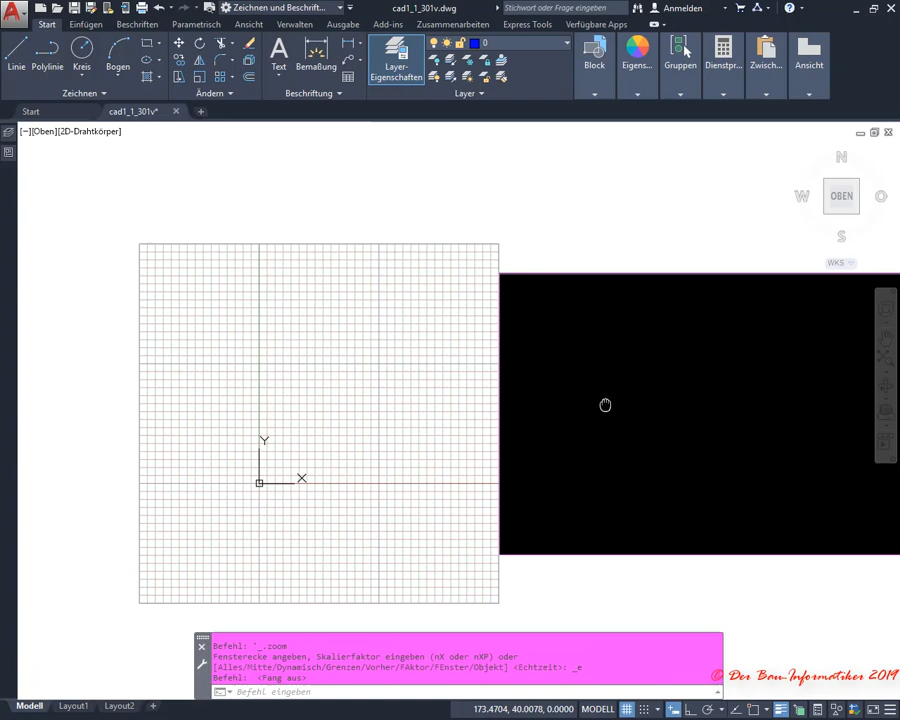 A Zeichnen und Beschrift... cad1_1_301v.dwg Stichwort oder Frage eingeben Anmelden ?
Start Einfügen Beschriften Parametrisch Ansicht Verwalten Ausgabe Add-ins Zusammenarbeiten Express Tools Verfügbare Apps
Linie Polylinie Kreis Bogen Text Bemaßung Layer-Eigenschaften 0 Block Eigens... Gruppen Dienstpr... Zwisch... Ansicht
Zeichnen Ändern Beschriftung Layer
Start cad1_1_301v* +
[−][Oben][2D-Drahtkörper]
N
W OBEN O
S
WKS
Y
X
Befehl: '_.zoom
Fensterecke angeben, Skalierfaktor eingeben (nX oder nXP) oder
[Alles/Mitte/Dynamisch/Grenzen/Vorher/FAktor/FEnster/Objekt] <Echtzeit>: _e
Befehl: <Fang aus>
Befehl eingeben
© Der Bau.Informatiker 2019
Modell Layout1 Layout2 + 173.4704, 40.0078, 0.0000 MODELL